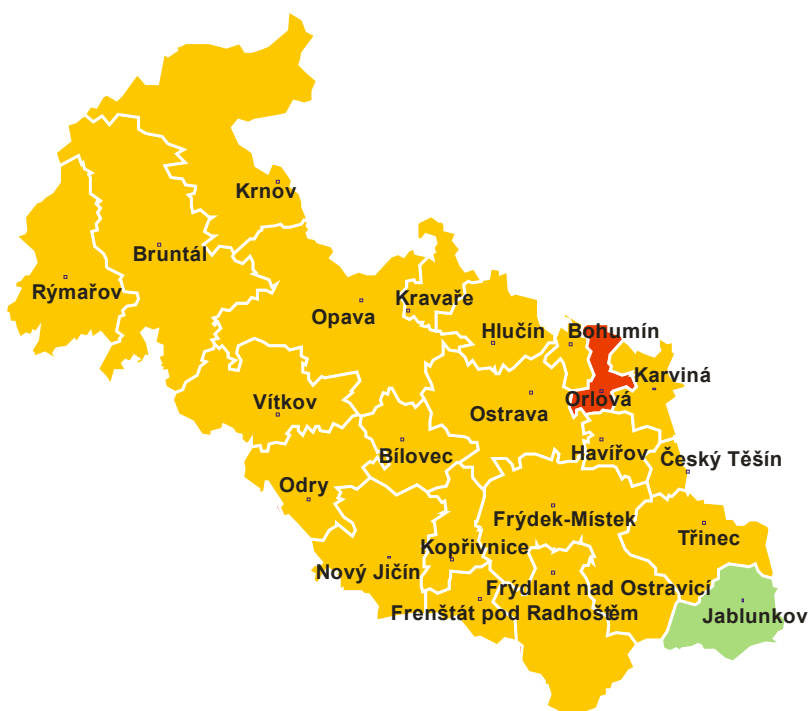 Krnov
Bruntál
Rýmařov
Kravaře
Opava
Hlučín
Bohumín
Karviná
Vítkov
Ostrava
Orlová
Bílovec
Havířov
Český Těšín
Odry
Frýdek-Místek
Třinec
Kopřivnice
Nový Jičín
Frýdlant nad Ostravicí
Frenštát pod Radhoštěm
Jablunkov